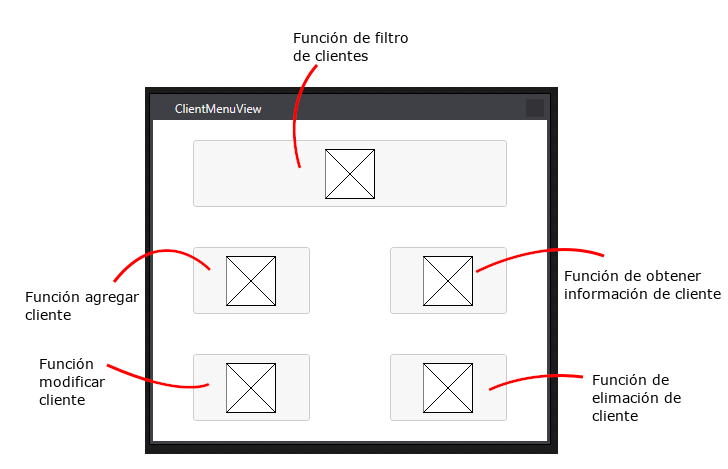 Función de filtro
de clientes
ClientMenuView
Función agregar
cliente
Función de obtener
información de cliente
Función
modificar
cliente
Función de
elimación de
cliente